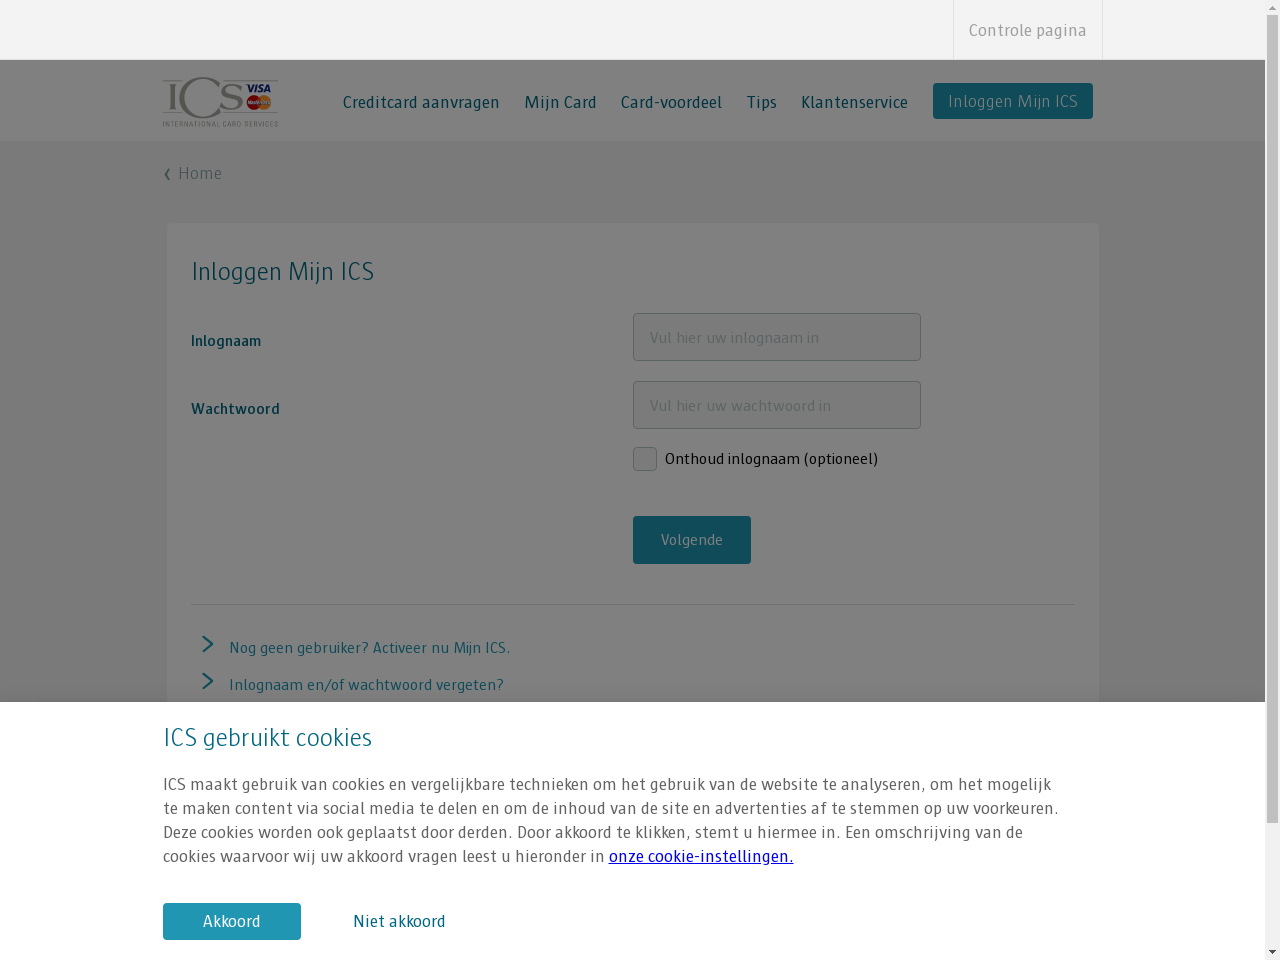 Controle pagina
ICS
VISA
MasterCard
INTERNATIONAL CARD SERVICES
Creditcard aanvragen
Mijn Card
Card-voordeel
Tips
Klantenservice
Inloggen Mijn ICS
Home
Inloggen Mijn ICS
Inlognaam
Vul hier uw inlognaam in
Wachtwoord
Vul hier uw wachtwoord in
Onthoud inlognaam (optioneel)
Volgende
Nog geen gebruiker? Activeer nu Mijn ICS.
Inlognaam en/of wachtwoord vergeten?
ICS gebruikt cookies
ICS maakt gebruik van cookies en vergelijkbare technieken om het gebruik van de website te analyseren, om het mogelijk
te maken content via social media te delen en om de inhoud van de site en advertenties af te stemmen op uw voorkeuren.
Deze cookies worden ook geplaatst door derden. Door akkoord te klikken, stemt u hiermee in. Een omschrijving van de
cookies waarvoor wij uw akkoord vragen leest u hieronder in onze cookie-instellingen.
Akkoord
Niet akkoord